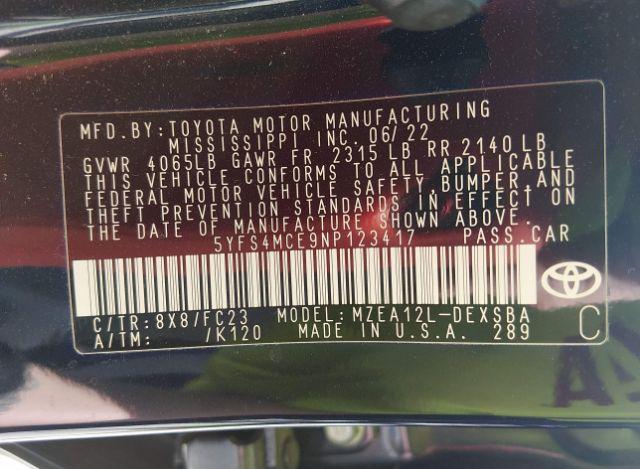 MFD.BY:TOYOTA MOTOR MANUFACTURING
MISSISSIPPI INC.06/22
GVWR 4065LB GAWR FR 2315 LB RR 2140 LB
THIS VEHICLE CONFORMS TO ALL APPLICABLE
FEDERAL MOTOR VEHICLE SAFETY,BUMPER,AND
THEFT PREVENTION STANDARDS IN EFFECT ON
THE DATE OF MANUFACTURE SHOWN ABOVE.
5YFS4MCE9NP123417 PASS.CAR
C/TR:8X8/FC23 MODEL:MZEA12L-DEXSBA
A/TM: /K120 MADE IN U.S.A. 289
C